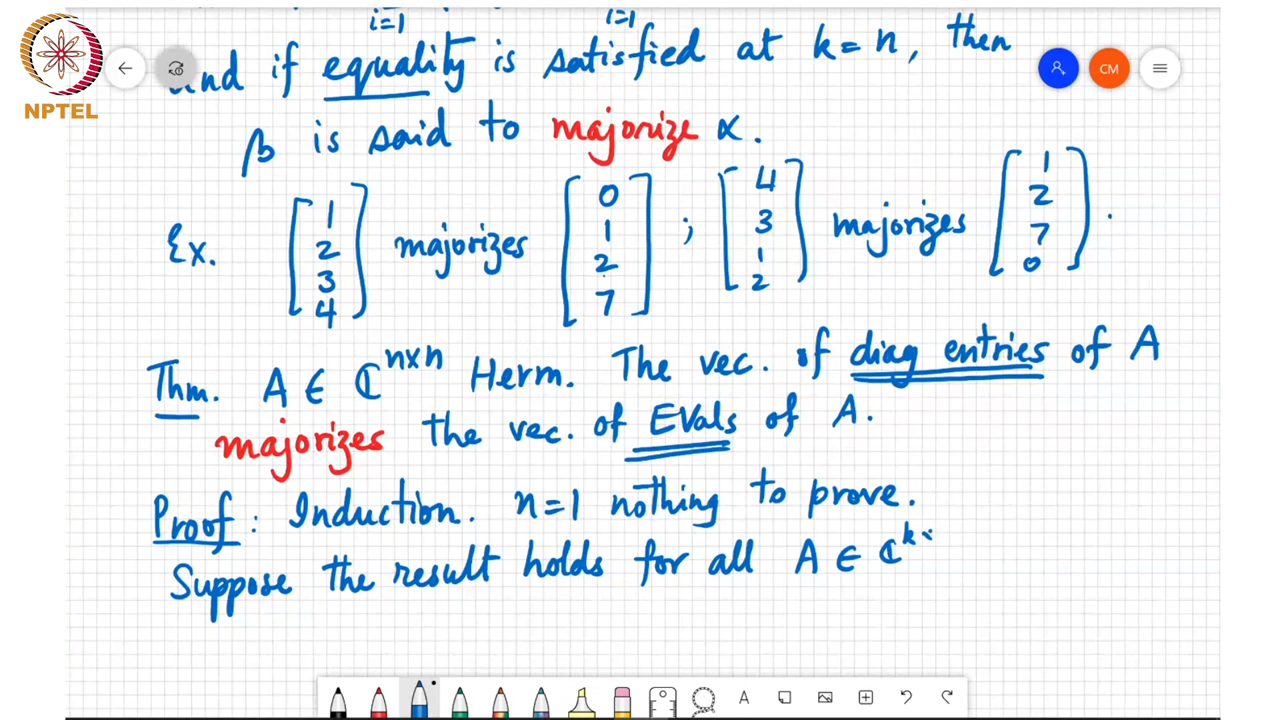 i=1 i=1
and if equality is satisfied at k = n, then
NPTEL
CM
β is said to majorize α.
Ex. [1 2 3 4] majorizes [0 1 2 7] ; [4 3 1 2] majorizes [1 2 7 0] .
Thm. A ∈ ℂ^{n×n} Herm. The vec. of diag entries of A
majorizes the vec. of EVals of A.
Proof : Induction. n=1 nothing to prove.
Suppose the result holds for all A ∈ ℂ^k
A